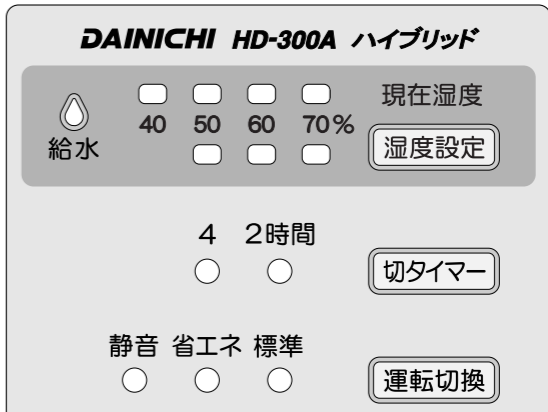 DAINICHI HD-300A ハイブリッド
現在湿度
40 50 60 70%
給水
湿度設定
4 2時間
切タイマー
静音 省エネ 標準
運転切換